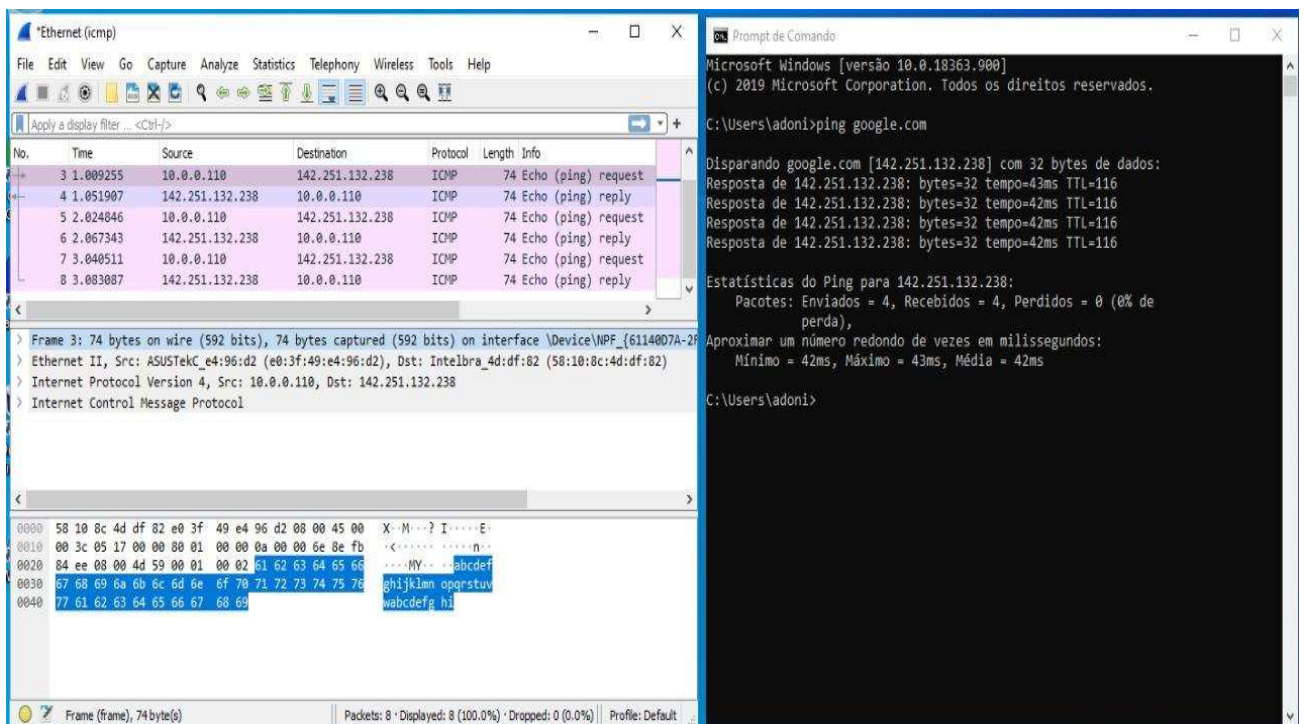 *Ethernet (icmp)
File Edit View Go Capture Analyze Statistics Telephony Wireless Tools Help
Apply a display filter ... <Ctrl-/>
No. Time Source Destination Protocol Length Info
3 1.009255 10.0.0.110 142.251.132.238 ICMP 74 Echo (ping) request
4 1.051907 142.251.132.238 10.0.0.110 ICMP 74 Echo (ping) reply
5 2.024846 10.0.0.110 142.251.132.238 ICMP 74 Echo (ping) request
6 2.067343 142.251.132.238 10.0.0.110 ICMP 74 Echo (ping) reply
7 3.040511 10.0.0.110 142.251.132.238 ICMP 74 Echo (ping) request
8 3.083087 142.251.132.238 10.0.0.110 ICMP 74 Echo (ping) reply
Frame 3: 74 bytes on wire (592 bits), 74 bytes captured (592 bits) on interface \Device\NPF_{61140D7A-2F
Ethernet II, Src: ASUSTekC_e4:96:d2 (e0:3f:49:e4:96:d2), Dst: Intelbra_4d:df:82 (58:10:8c:4d:df:82)
Internet Protocol Version 4, Src: 10.0.0.110, Dst: 142.251.132.238
Internet Control Message Protocol
0000 58 10 8c 4d df 82 e0 3f 49 e4 96 d2 08 00 45 00 X··M···? I·····E·
0010 00 3c 05 17 00 00 80 01 00 00 0a 00 00 6e 8e fb ·<······ ·····n··
0020 84 ee 08 00 4d 59 00 01 00 02 61 62 63 64 65 66 ····MY·· ··abcdef
0030 67 68 69 6a 6b 6c 6d 6e 6f 70 71 72 73 74 75 76 ghijklmn opqrstuv
0040 77 61 62 63 64 65 66 67 68 69 wabcdefg hi
Frame (frame), 74 byte(s) Packets: 8 · Displayed: 8 (100.0%) · Dropped: 0 (0.0%) Profile: Default
Prompt de Comando
Microsoft Windows [versão 10.0.18363.900]
(c) 2019 Microsoft Corporation. Todos os direitos reservados.
C:\Users\adoni>ping google.com
Disparando google.com [142.251.132.238] com 32 bytes de dados:
Resposta de 142.251.132.238: bytes=32 tempo=43ms TTL=116
Resposta de 142.251.132.238: bytes=32 tempo=42ms TTL=116
Resposta de 142.251.132.238: bytes=32 tempo=42ms TTL=116
Resposta de 142.251.132.238: bytes=32 tempo=42ms TTL=116
Estatísticas do Ping para 142.251.132.238:
Pacotes: Enviados = 4, Recebidos = 4, Perdidos = 0 (0% de
perda),
Aproximar um número redondo de vezes em milissegundos:
Mínimo = 42ms, Máximo = 43ms, Média = 42ms
C:\Users\adoni>